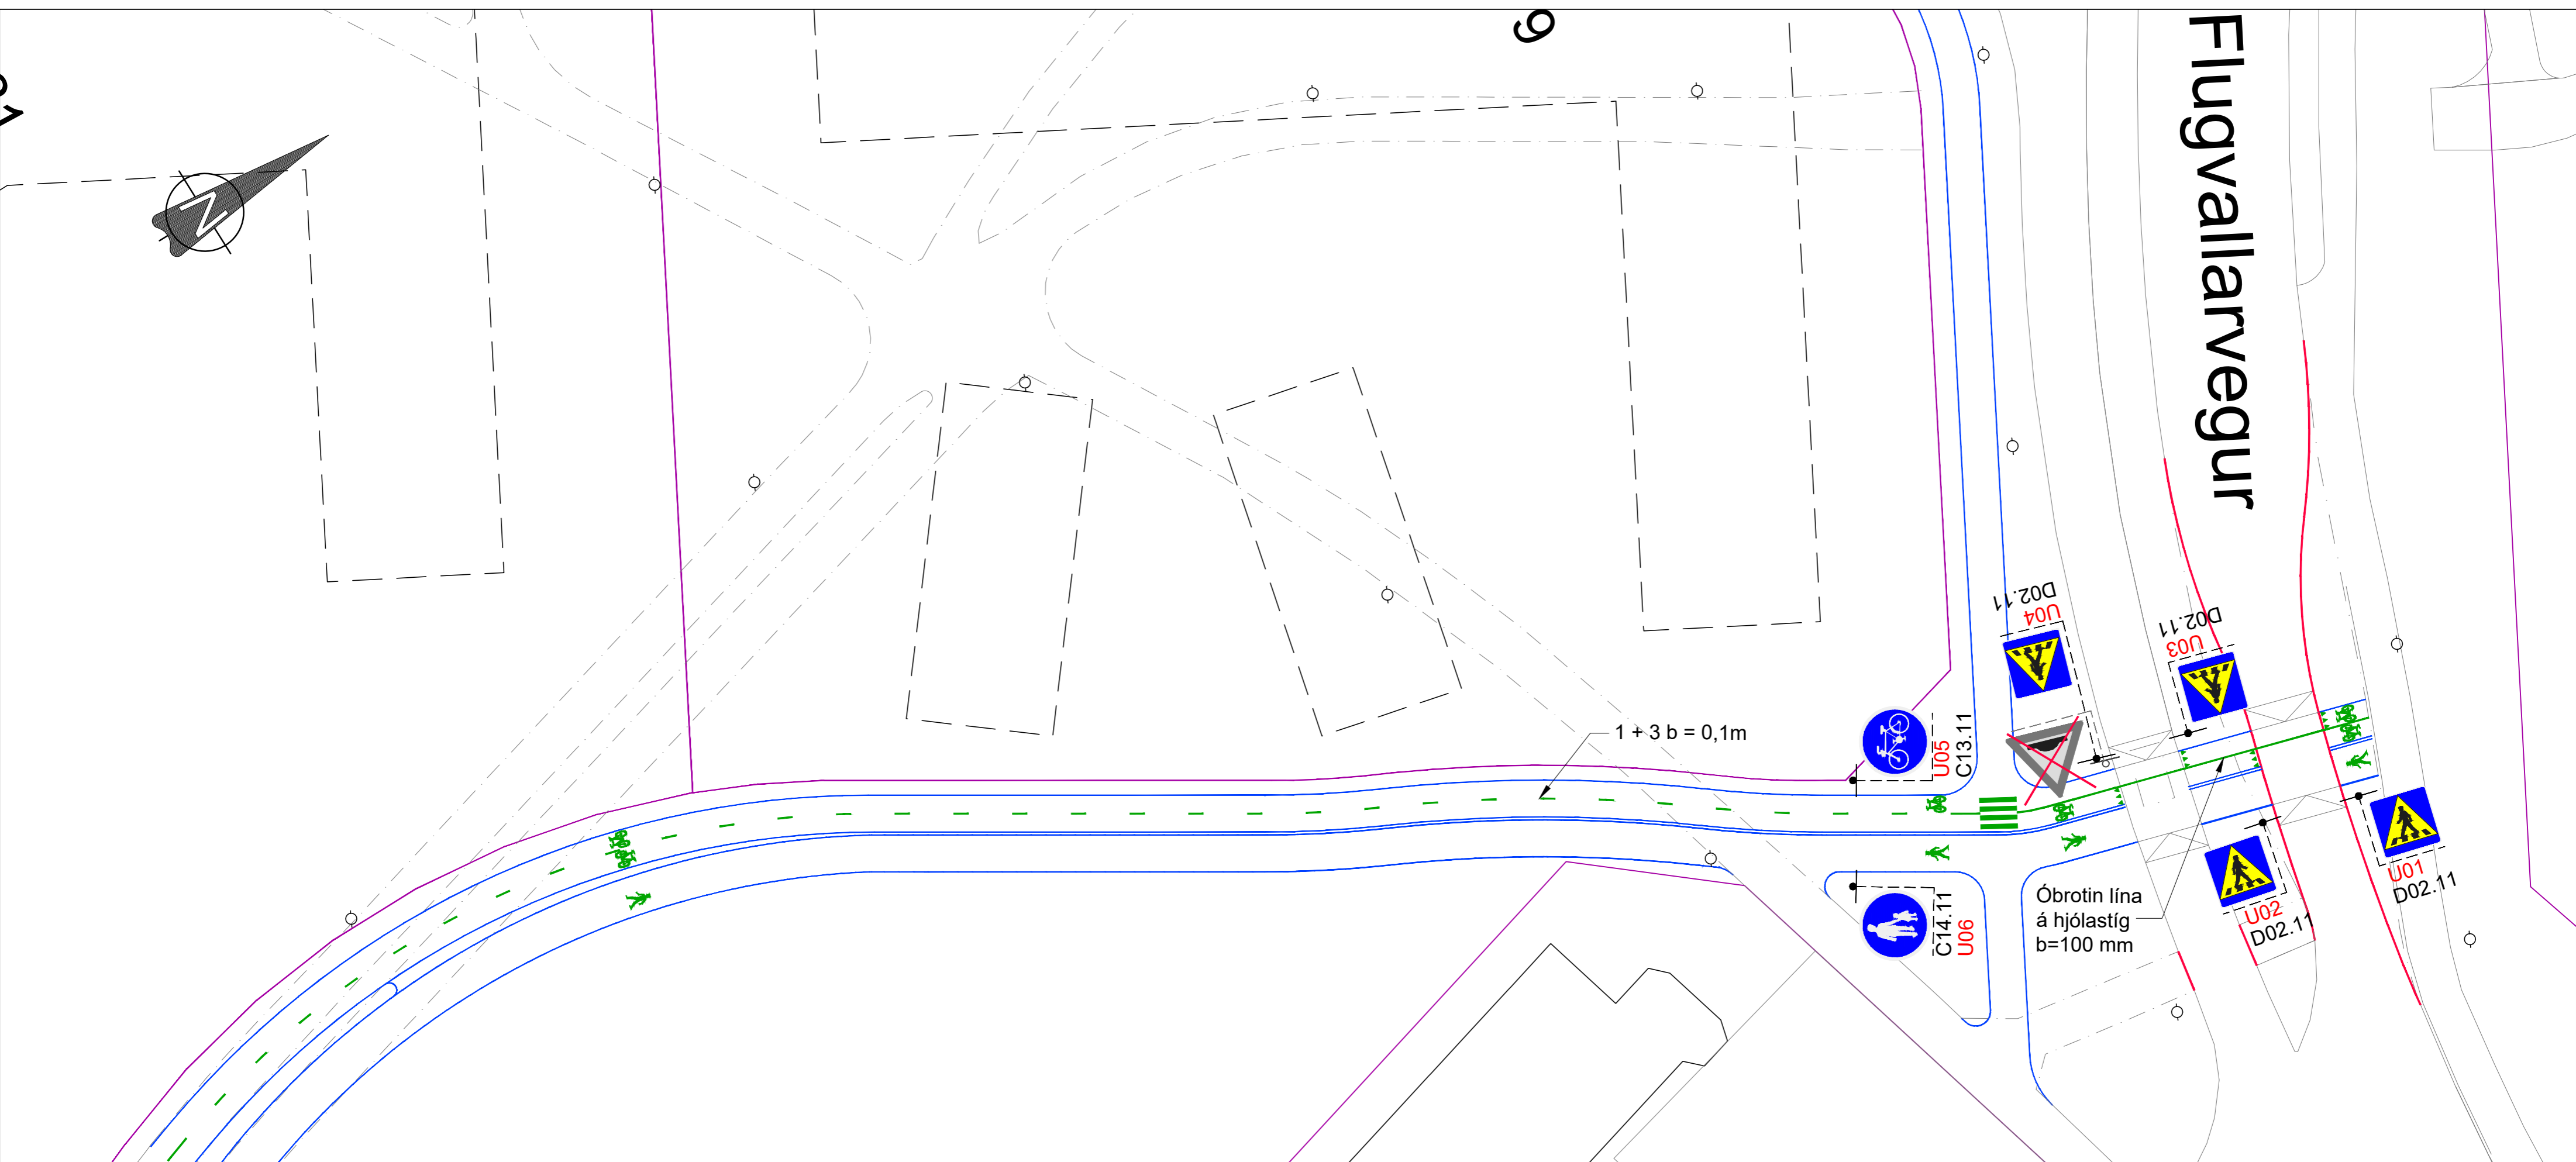 9
Flugvallarvegur
N
D02.11
U04
D02.11
U03
1 + 3 b = 0,1m
U05
C13.11
C14.11
U06
Óbrotin lína
á hjólastíg
b=100 mm
U01
D02.11
U02
D02.11